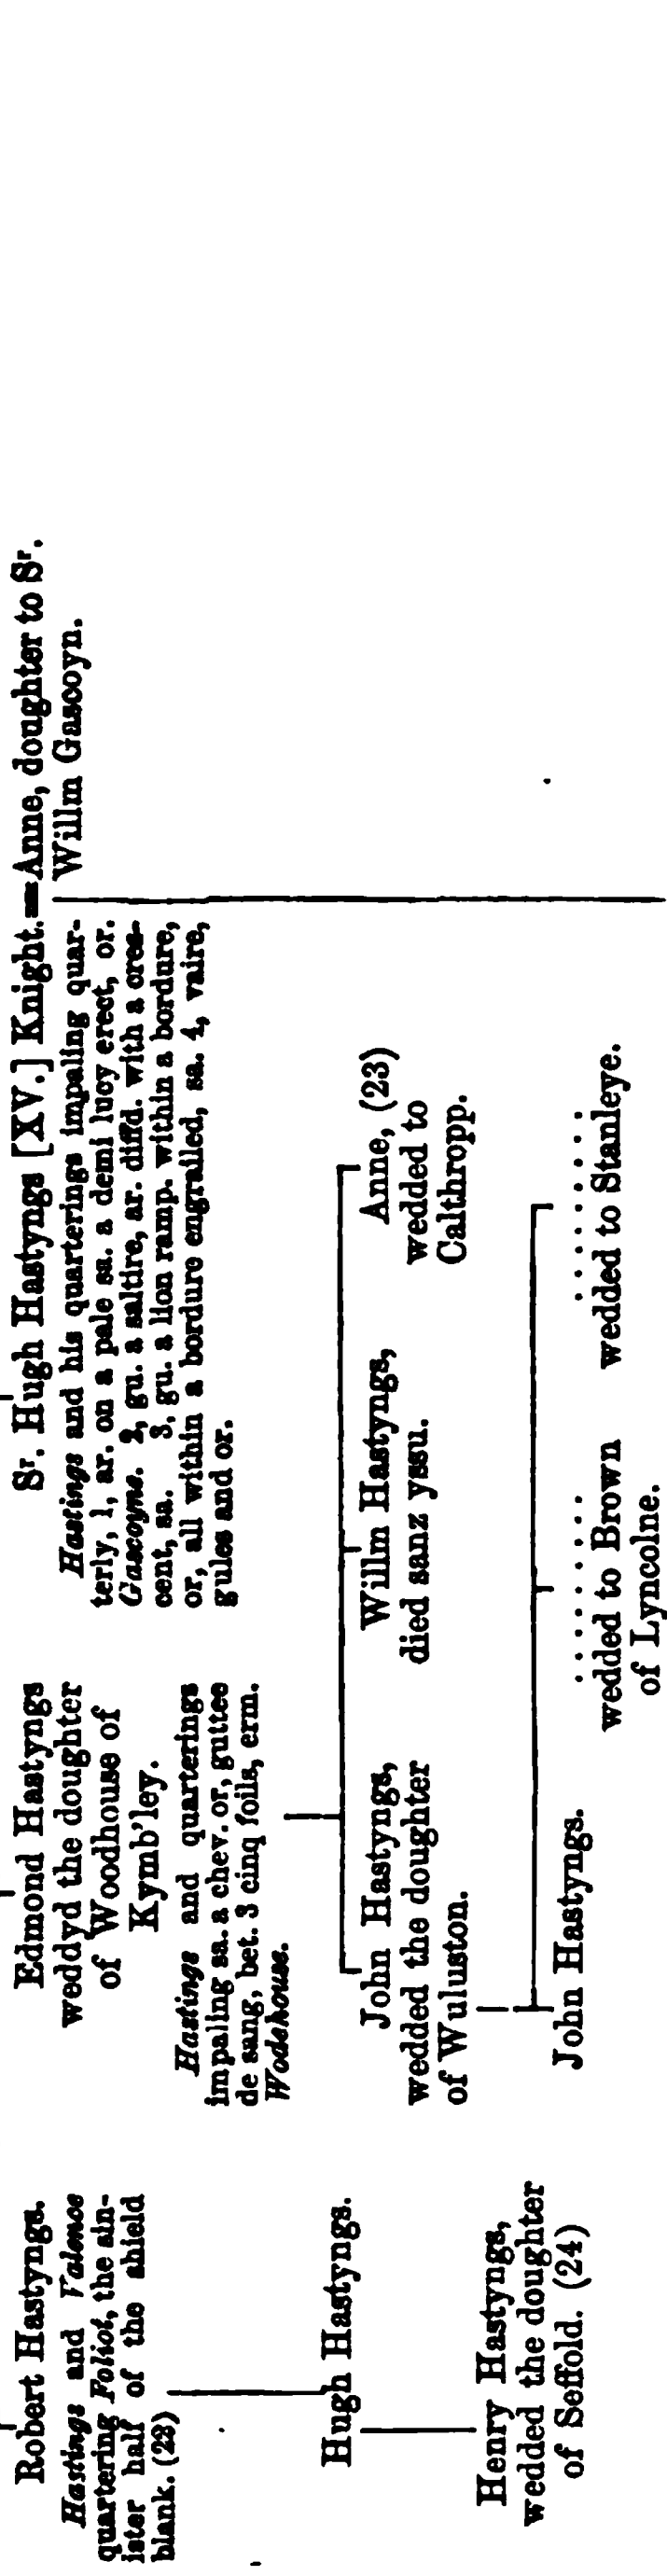 Robert Hastyngs.
Hastings and Valence
quartering Foliot, the sin-
ister half of the shield
blank. (23)
Hugh Hastyngs.
Henry Hastyngs,
wedded the doughter
of Seffold. (24)
Edmond Hastyngs
weddyd the doughter
of Woodhouse of
Kymb'ley.
Hastings and quarterings
impaling sa. a chev. or, guttee
de sang, bet. 3 cinq foils, erm.
Wodehouse.
John Hastyngs,
wedded the doughter
of Wuluston.
Willm Hastyngs,
died sanz yssu.
Anne, (23)
wedded to
Calthropp.
John Hastyngs.
..........
wedded to Brown
of Lyncolne.
..........
wedded to Stanleye.
Sr. Hugh Hastyngs [XV.] Knight.=Anne, doughter to Sr.
Willm Gascoyn.
Hastings and his quarterings impaling quar-
terly, 1, ar. on a pale sa. a demi lucy erect, or.
Gascoyne. 2, gu. a saltire, ar. diffd. with a cres-
cent, sa. 3, gu. a lion ramp. within a bordure,
or, all within a bordure engrailed, sa. 4, vaire,
gules and or.